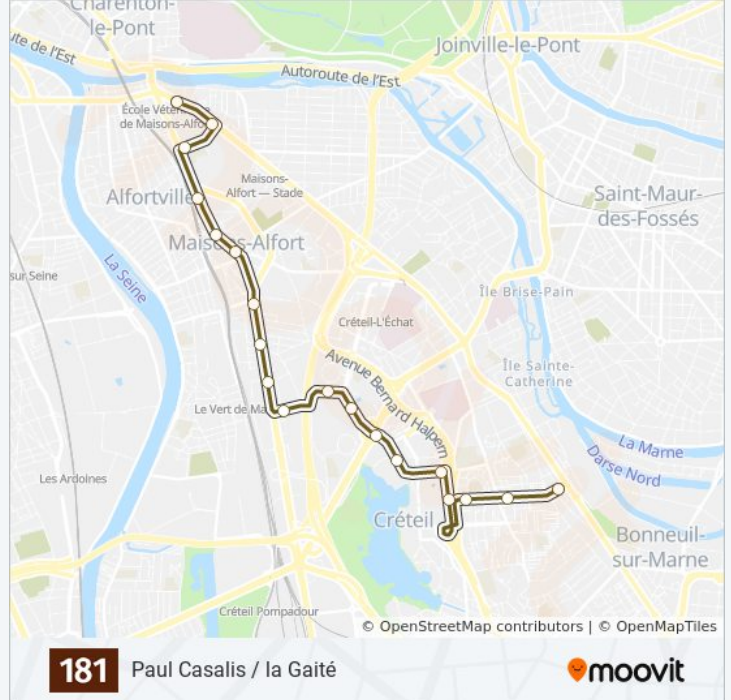 Charenton-
le-Pont
ute de l'Est
Joinville-le-Pont
Autoroute de l'Est
École Vétér
de Maisons-Alfo
Maisons-
Alfort — Stade
Alfortville
Saint-Maur-
des-Fossés
Maisons-Alfort
La Seine
sur Seine
Île Brise-Pain
Créteil-L'Échat
Avenue Bernard Halpern
Île Sainte-
Catherine
Le Vert de Ma
La Marne
Darse Nord
Les Ardoines
Créteil
Bonneuil-
sur-Marne
Créteil Pompadour
© OpenStreetMap contributors | © OpenMapTiles
181
Paul Casalis / la Gaité
moovit